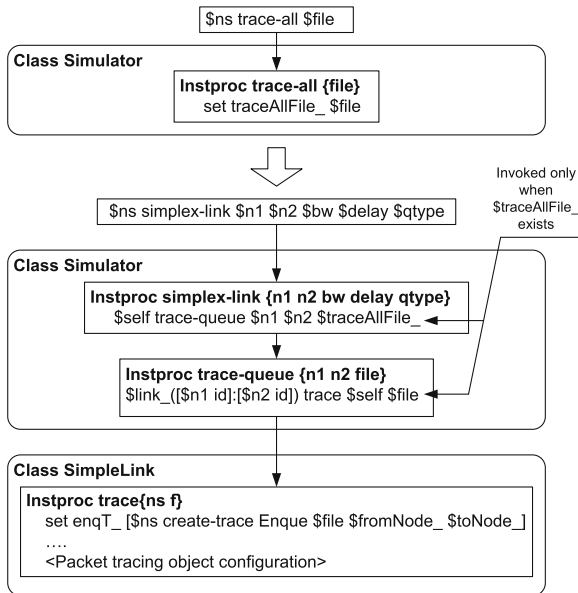 $ns trace-all $file
Class Simulator
Instproc trace-all {file}
set traceAllFile_ $file
Invoked only
when
$traceAllFile_
exists
$ns simplex-link $n1 $n2 $bw $delay $qtype
Class Simulator
Instproc simplex-link {n1 n2 bw delay qtype}
$self trace-queue $n1 $n2 $traceAllFile_
Instproc trace-queue {n1 n2 file}
$link_([$n1 id]:[$n2 id]) trace $self $file
Class SimpleLink
Instproc trace{ns f}
set enqT_ [$ns create-trace Enque $file $fromNode_ $toNode_]
....
<Packet tracing object configuration>